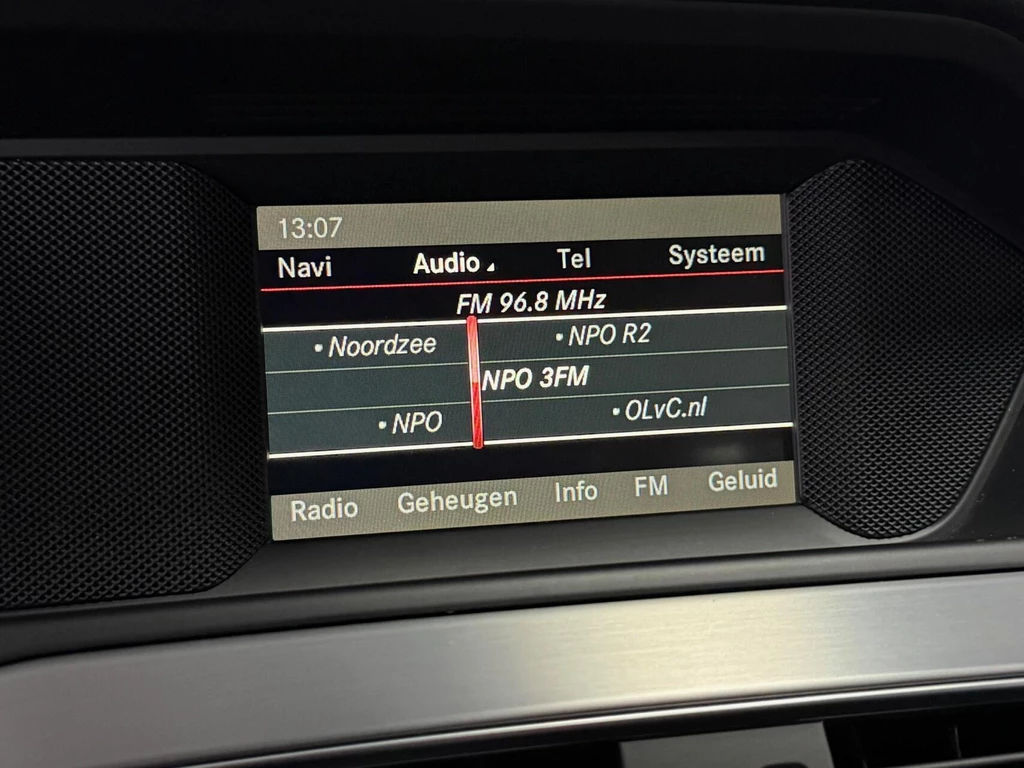 13:07
Navi Audio Tel Systeem
FM 96.8 MHz
• Noordzee • NPO R2
NPO 3FM
• NPO • OLvC.nl
Radio Geheugen Info FM Geluid